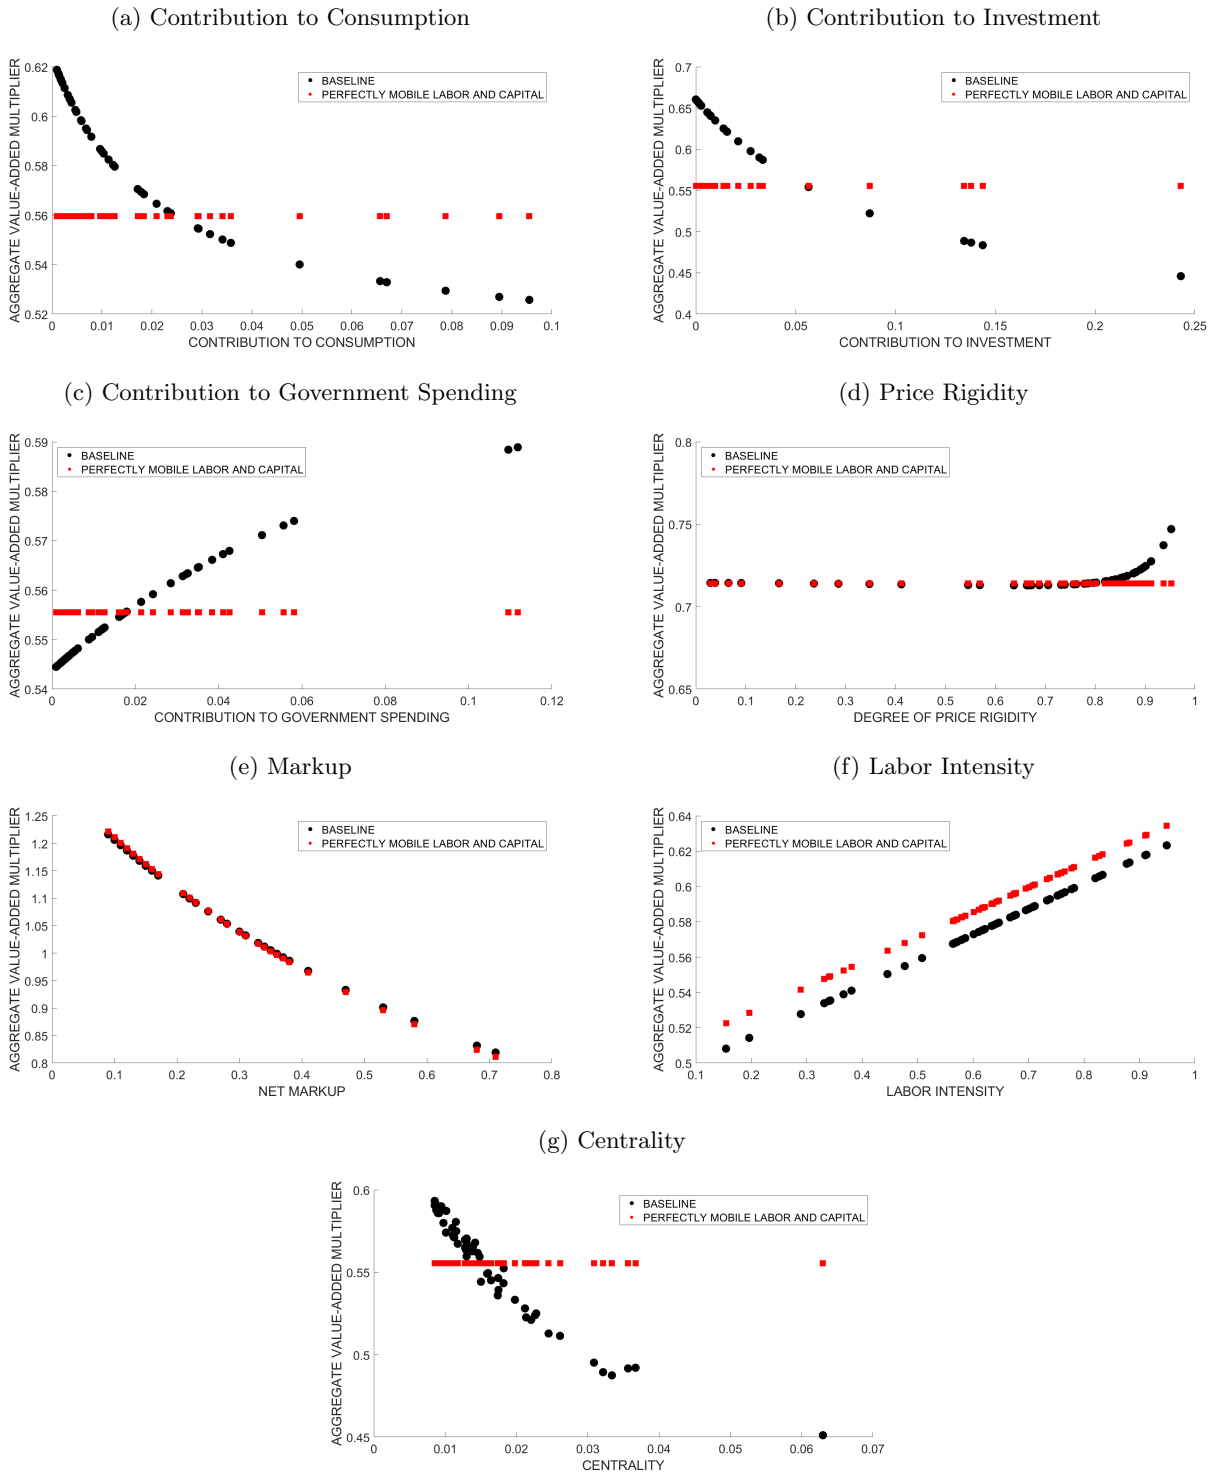 (a) Contribution to Consumption
AGGREGATE VALUE-ADDED MULTIPLIER
0.62
0.6
0.58
0.56
0.54
0.52
BASELINE
PERFECTLY MOBILE LABOR AND CAPITAL
0 0.01 0.02 0.03 0.04 0.05 0.06 0.07 0.08 0.09 0.1
CONTRIBUTION TO CONSUMPTION
(b) Contribution to Investment
AGGREGATE VALUE-ADDED MULTIPLIER
0.7
0.65
0.6
0.55
0.5
0.45
0.4
BASELINE
PERFECTLY MOBILE LABOR AND CAPITAL
0 0.05 0.1 0.15 0.2 0.25
CONTRIBUTION TO INVESTMENT
(c) Contribution to Government Spending
AGGREGATE VALUE-ADDED MULTIPLIER
0.59
0.58
0.57
0.56
0.55
0.54
BASELINE
PERFECTLY MOBILE LABOR AND CAPITAL
0 0.02 0.04 0.06 0.08 0.1 0.12
CONTRIBUTION TO GOVERNMENT SPENDING
(d) Price Rigidity
AGGREGATE VALUE-ADDED MULTIPLIER
0.8
0.75
0.7
0.65
BASELINE
PERFECTLY MOBILE LABOR AND CAPITAL
0 0.1 0.2 0.3 0.4 0.5 0.6 0.7 0.8 0.9 1
DEGREE OF PRICE RIGIDITY
(e) Markup
AGGREGATE VALUE-ADDED MULTIPLIER
1.25
1.2
1.15
1.1
1.05
1
0.95
0.9
0.85
0.8
BASELINE
PERFECTLY MOBILE LABOR AND CAPITAL
0 0.1 0.2 0.3 0.4 0.5 0.6 0.7 0.8
NET MARKUP
(f) Labor Intensity
AGGREGATE VALUE-ADDED MULTIPLIER
0.64
0.62
0.6
0.58
0.56
0.54
0.52
0.5
BASELINE
PERFECTLY MOBILE LABOR AND CAPITAL
0.1 0.2 0.3 0.4 0.5 0.6 0.7 0.8 0.9 1
LABOR INTENSITY
(g) Centrality
AGGREGATE VALUE-ADDED MULTIPLIER
0.6
0.55
0.5
0.45
BASELINE
PERFECTLY MOBILE LABOR AND CAPITAL
0 0.01 0.02 0.03 0.04 0.05 0.06 0.07
CENTRALITY